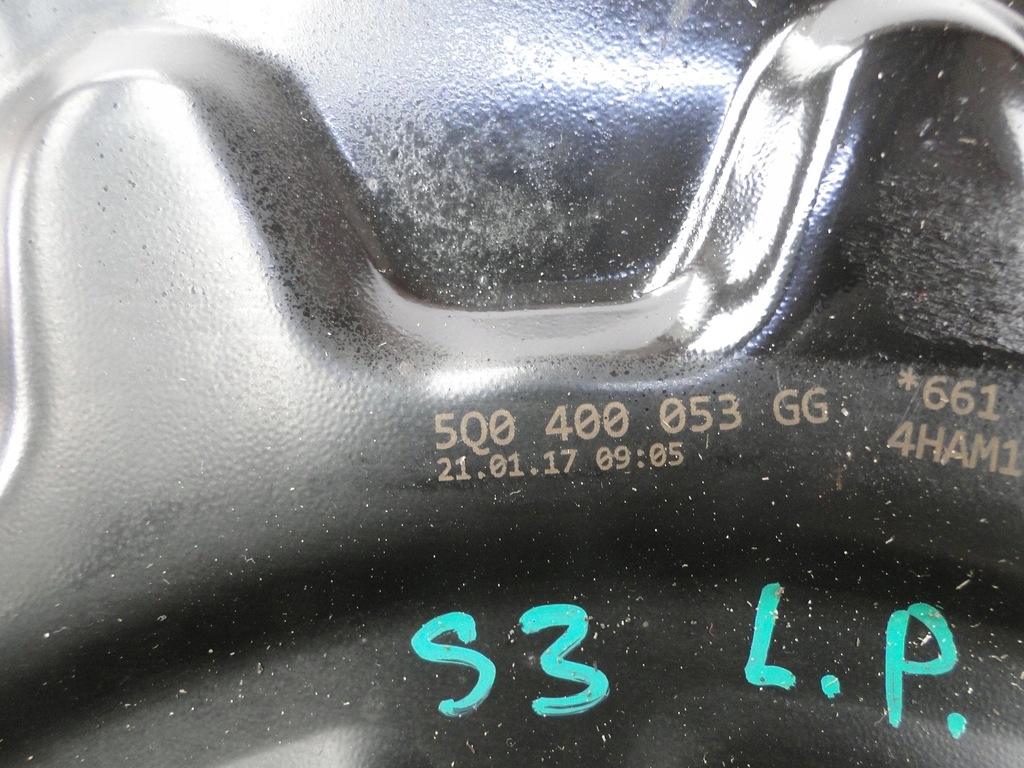 5Q0 400 053 GG
21.01.17 09:05
*661
4HAM1
S3 L.P.